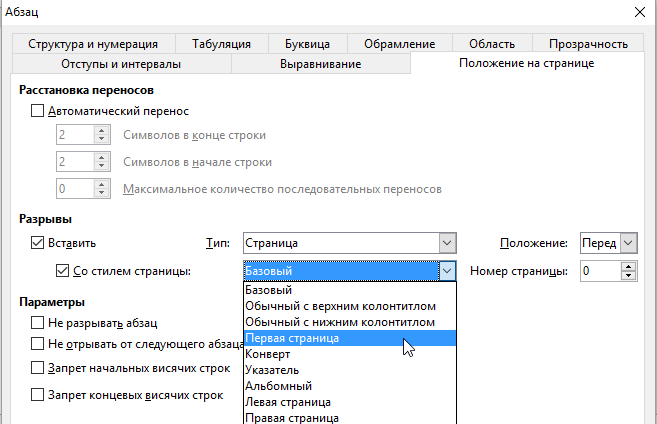 Абзац
Структура и нумерация Табуляция Буквица Обрамление Область Прозрачность
Отступы и интервалы Выравнивание Положение на странице
Расстановка переносов
Автоматический перенос
2 Символов в конце строки
2 Символов в начале строки
0 Максимальное количество последовательных переносов
Разрывы
Вставить Тип: Страница Положение: Перед
Со стилем страницы: Базовый Номер страницы: 0
Базовый
Параметры
Обычный с верхним колонтитлом
Не разрывать абзац
Обычный с нижним колонтитлом
Не отрывать от следующего абзаца
Первая страница
Конверт
Запрет начальных висячих строк
Указатель
Альбомный
Запрет концевых висячих строк
Левая страница
Правая страница